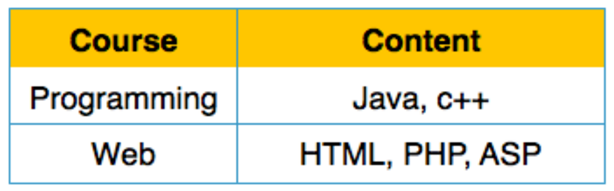 Course Content
Programming Java, c++
Web HTML, PHP, ASP